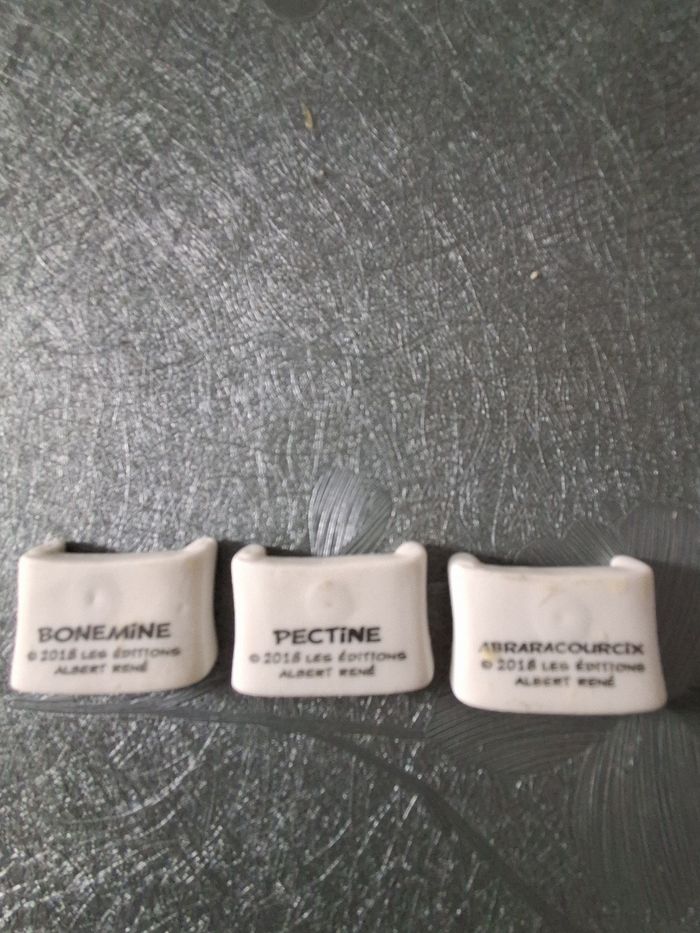 BONEMINE
© 2018 LES ÉDITIONS
ALBERT RENÉ
PECTINE
© 2018 LES ÉDITIONS
ALBERT RENÉ
ABRARACOURCIX
© 2018 LES ÉDITIONS
ALBERT RENÉ